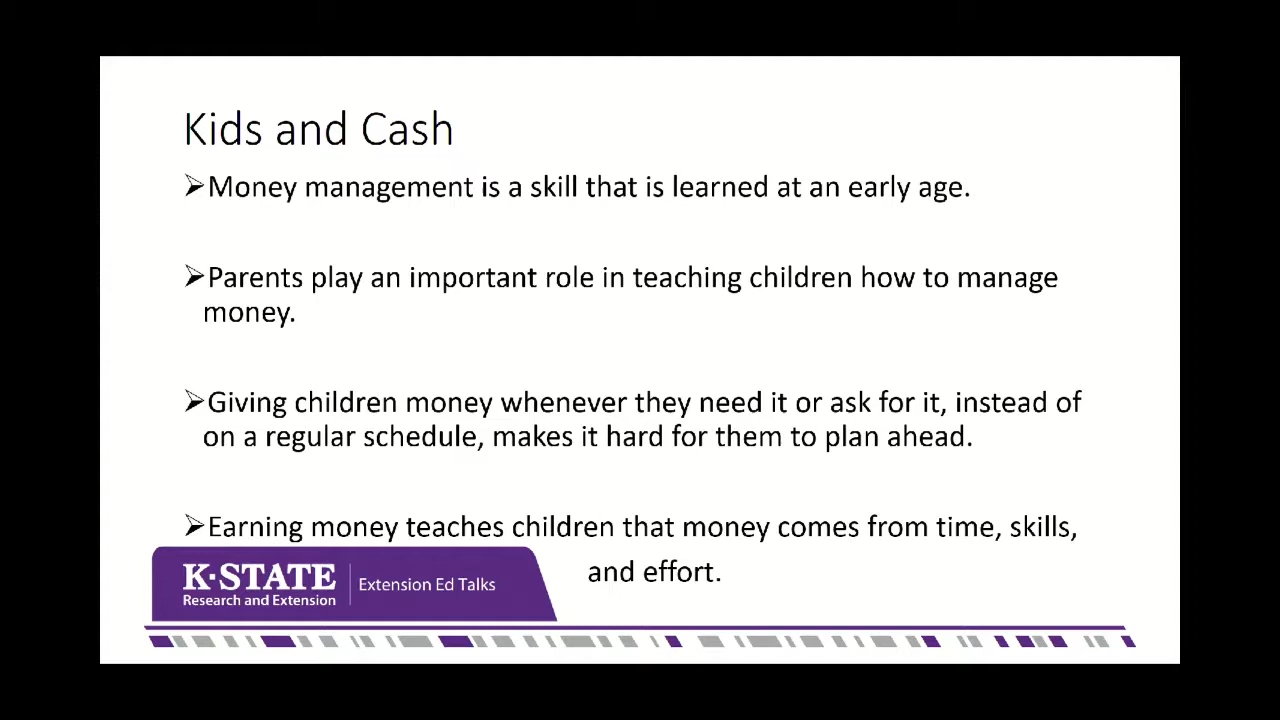 Kids and Cash
➢Money management is a skill that is learned at an early age.
➢Parents play an important role in teaching children how to manage
money.
➢Giving children money whenever they need it or ask for it, instead of
on a regular schedule, makes it hard for them to plan ahead.
➢Earning money teaches children that money comes from time, skills,
and effort.
K-STATE
Research and Extension
Extension Ed Talks